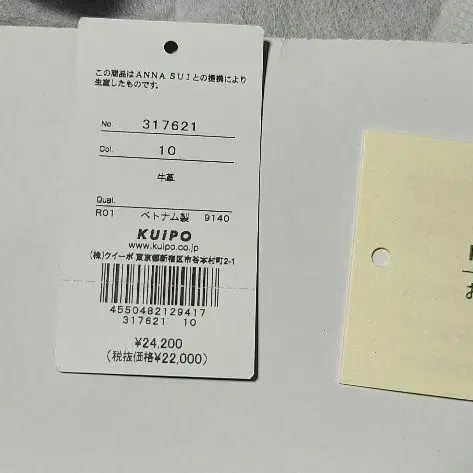 この商品はANNA SUIとの提携により
生産したものです。
No. 317621
Col. 10
牛革
Qual.
R01 ベトナム製 9140
KUIPO
www.kuipo.co.jp
(株)クイーポ 東京都新宿区市谷本村町2-1
4550482129417
317621 10
¥24,200
(税抜価格¥22,000)
お